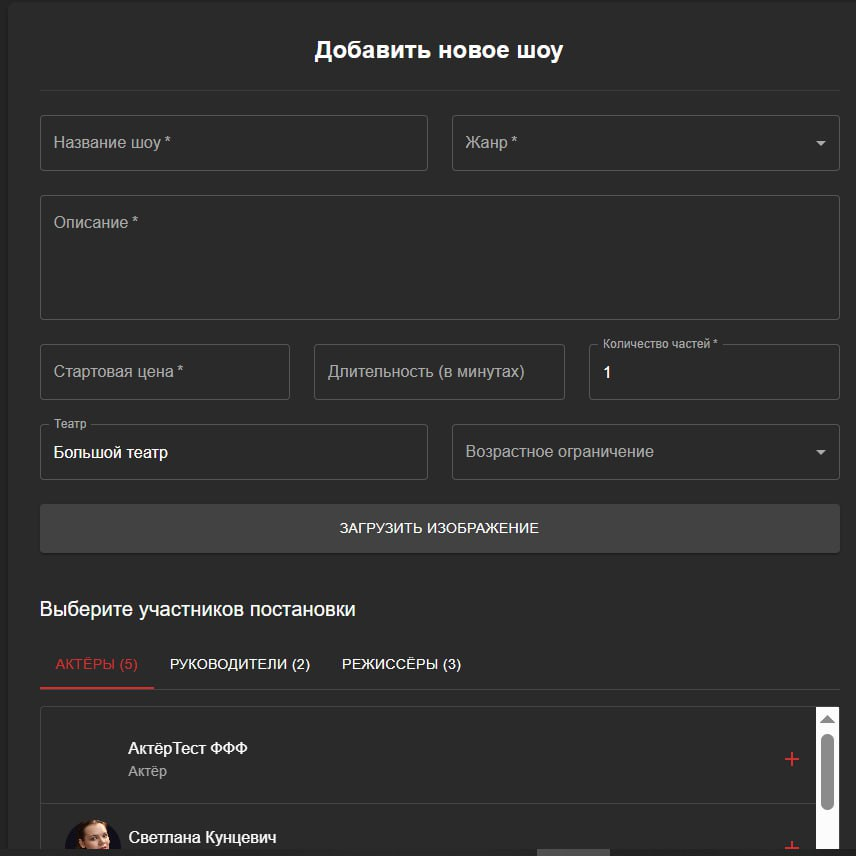 Добавить новое шоу
Название шоу *
Жанр *
Описание *
Стартовая цена *
Длительность (в минутах)
Количество частей *
1
Театр
Большой театр
Возрастное ограничение
ЗАГРУЗИТЬ ИЗОБРАЖЕНИЕ
Выберите участников постановки
АКТЁРЫ (5)
РУКОВОДИТЕЛИ (2)
РЕЖИССЁРЫ (3)
АктёрТест ФФФ
Актёр
Светлана Кунцевич